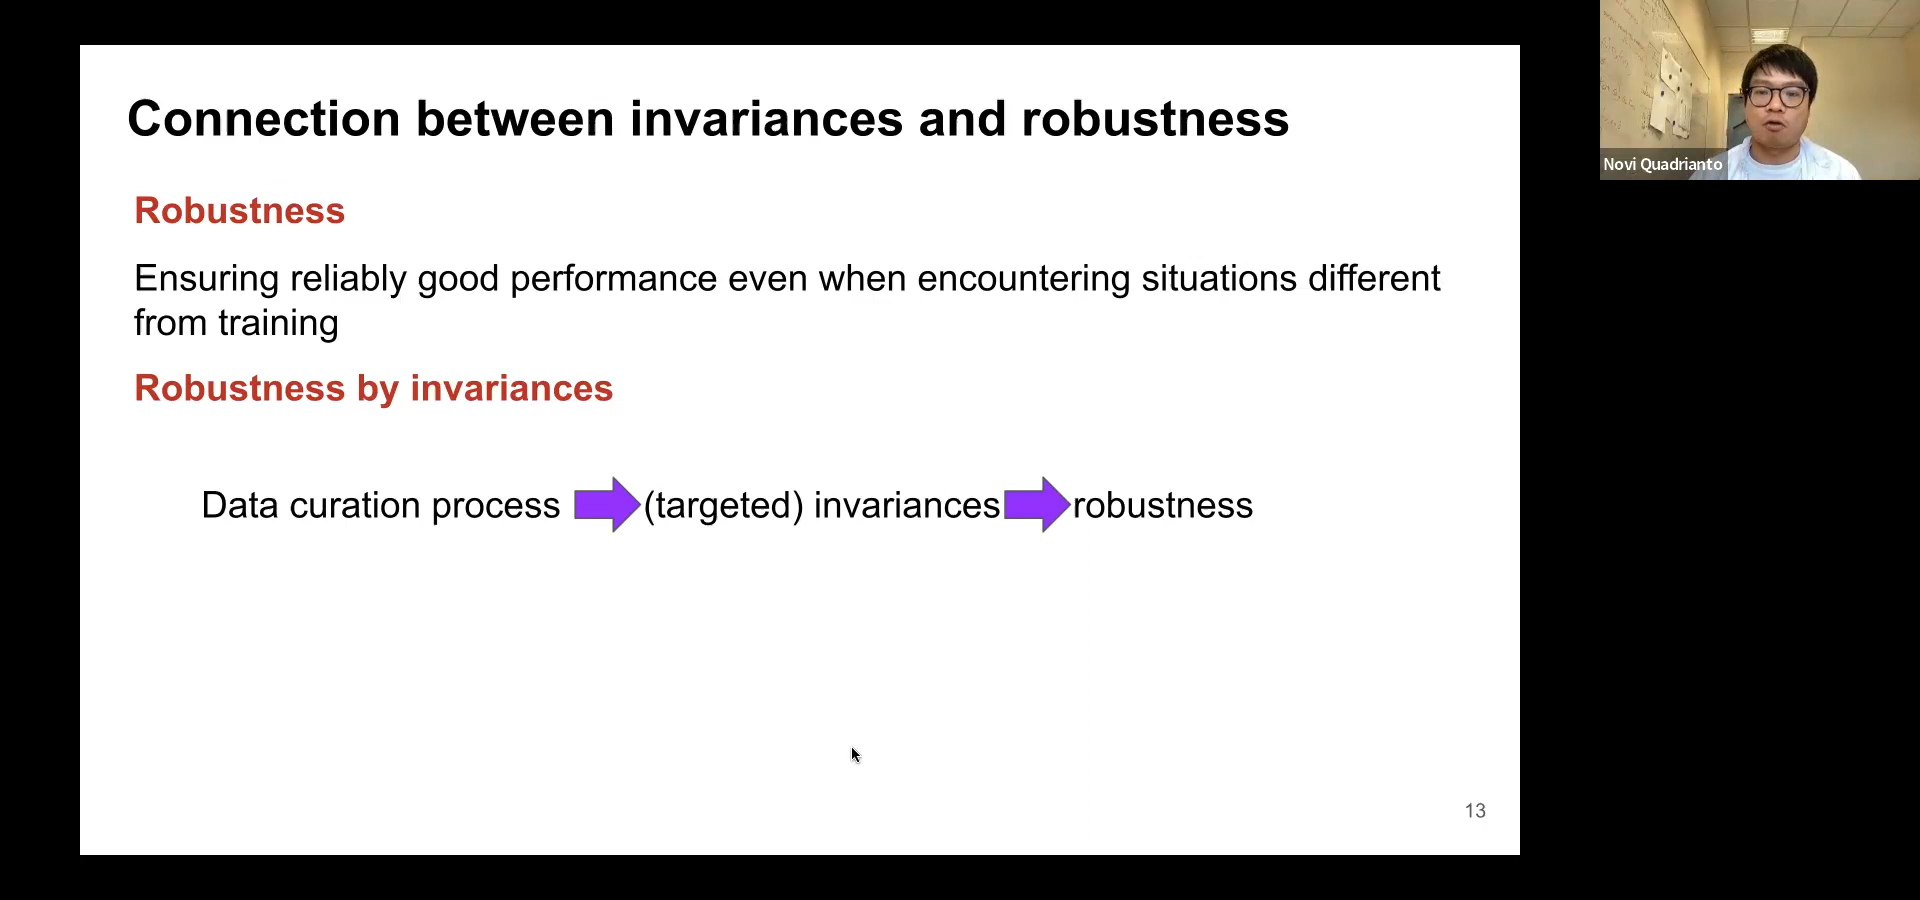 Connection between invariances and robustness
Robustness
Ensuring reliably good performance even when encountering situations different
from training
Robustness by invariances
Data curation process (targeted) invariances robustness
13
Novi Quadrianto